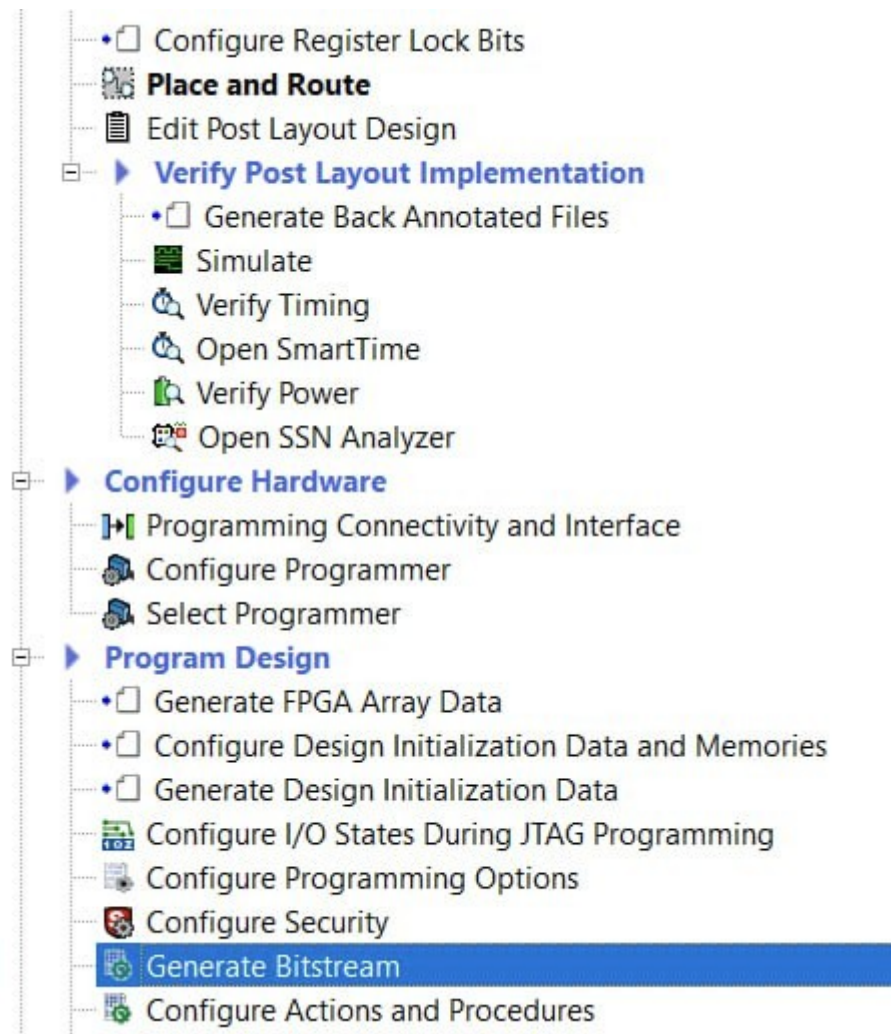 Configure Register Lock Bits
Place and Route
Edit Post Layout Design
Verify Post Layout Implementation
Generate Back Annotated Files
Simulate
Verify Timing
Open SmartTime
Verify Power
Open SSN Analyzer
Configure Hardware
Programming Connectivity and Interface
Configure Programmer
Select Programmer
Program Design
Generate FPGA Array Data
Configure Design Initialization Data and Memories
Generate Design Initialization Data
Configure I/O States During JTAG Programming
Configure Programming Options
Configure Security
Generate Bitstream
Configure Actions and Procedures